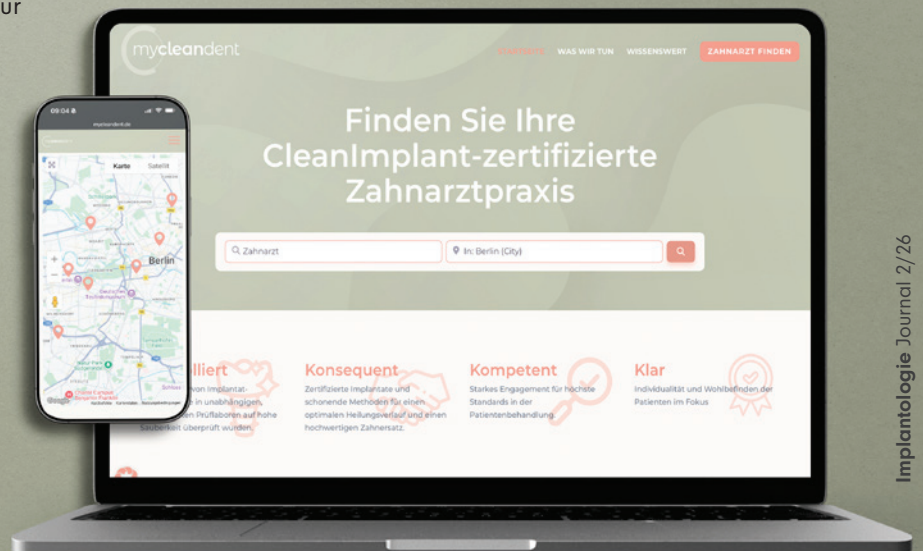 ur
mycleandent
STARTSEITE WAS WIR TUN WISSENSWERT ZAHNARZT FINDEN
Finden Sie Ihre
CleanImplant-zertifizierte
Zahnarztpraxis
Zahnarzt
In: Berlin (City)
09:04
mycleandent.de
Karte Satellit
Berlin
Schloss
Google
lliert
von Implantat-
e in unabhängigen,
en Prüflaboren auf hohe
Sauberkeit überprüft wurden.
Konsequent
Zertifizierte Implantate und
schonende Methoden für einen
optimalen Heilungsverlauf und einen
hochwertigen Zahnersatz.
Kompetent
Starkes Engagement für höchste
Standards in der
Patientenbehandlung.
Klar
Individualität und Wohlbefinden der
Patienten im Fokus
Implantologie Journal 2/26